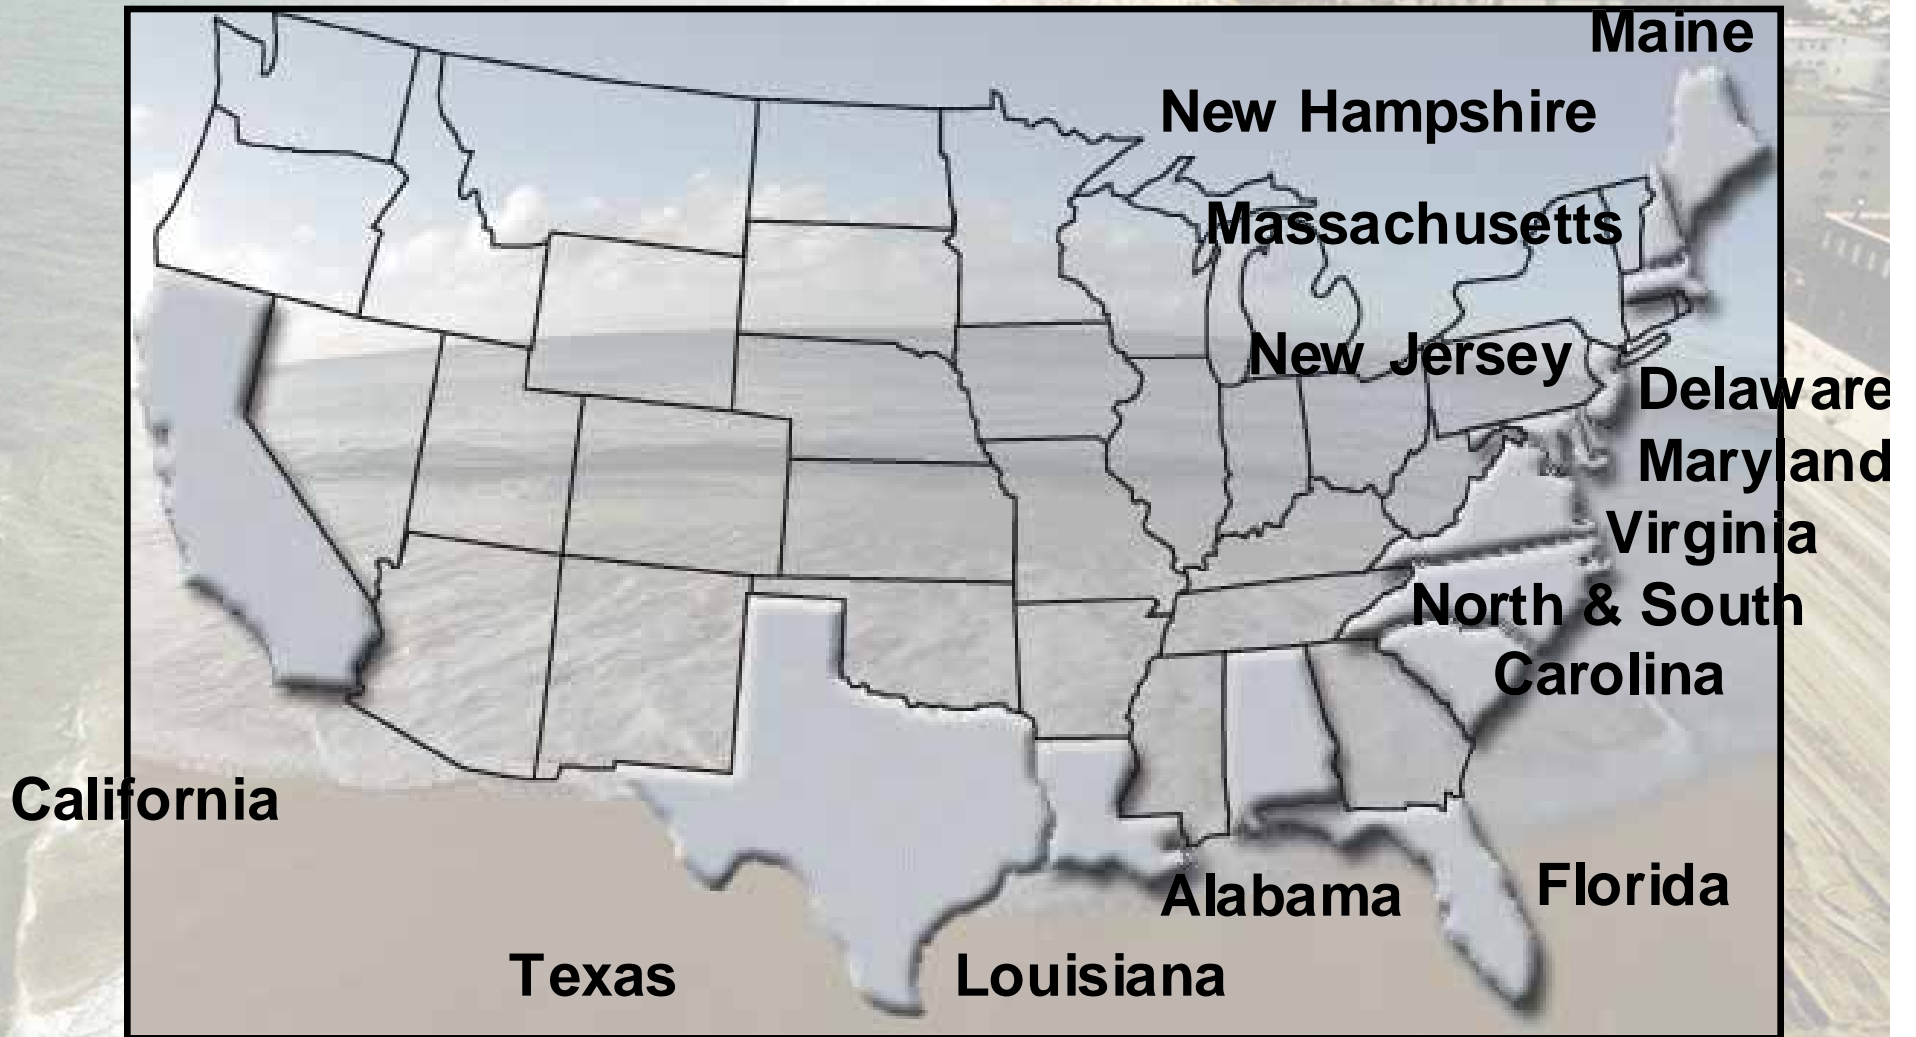 Maine
New Hampshire
Massachusetts
New Jersey
Delaware
Maryland
Virginia
North & South
Carolina
California
Florida
Alabama
Texas
Louisiana